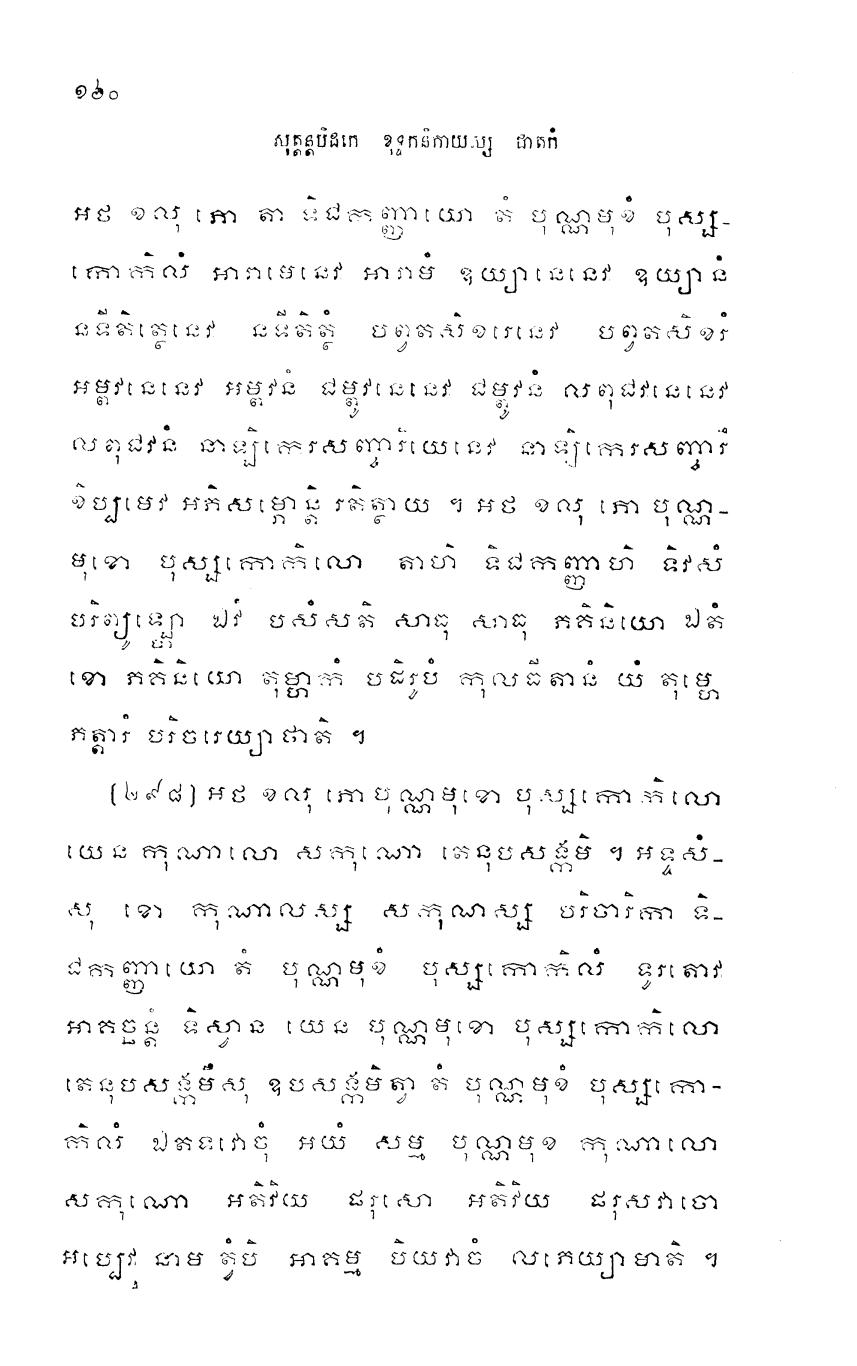 ១៦០
សុត្តន្តបិដកេ ខុទ្ទកនិកាយស្ស ជាតកំ
អថ ខលុ ភោ តា ទិជកញ្ញាយោ តំ បុណ្ណមុខំ បុស្ស-
កោកិលំ អារាមេនេវ អារាមំ ឧយ្យានេនេវ ឧយ្យានំ
នទីតិត្ថេនេវ នទីតិត្ថំ បព្វតសិខរេនេវ បព្វតសិខរំ
អម្ពវនេនេវ អម្ពវនំ ជម្ពូវនេនេវ ជម្ពូវនំ លពុជវនេនេវ
លពុជវនំ នាឡិកេរសញ្ចារិយេនេវ នាឡិកេរសញ្ចារិំ
ខិប្បមេវ អភិសម្ភោន្តិ រតិត្ថាយ ។ អថ ខលុ ភោ បុណ្ណ-
មុខោ បុស្សកោកិលោ តាហិ ទិជកញ្ញាហិ ទិវសំ
បរិព្យូឡ្ហោ ឯវំ បសំសតិ សាធុ សាធុ ភគិនិយោ ឯតំ
ខោ ភគិនិយោ តុម្ហាកំ បដិរូបំ កុលធីតានំ យំ តុម្ហេ
ភត្តារំ បរិចរេយ្យាថាតិ ។
[២៩៨] អថ ខលុ ភោ បុណ្ណមុខោ បុស្សកោកិលោ
យេន កុណាលោ សកុណោ តេនុបសង្កមិ ។ អទ្ទសំ-
សុ ខោ កុណាលស្ស សកុណស្ស បរិចារិកា ទិ-
ជកញ្ញាយោ តំ បុណ្ណមុខំ បុស្សកោកិលំ ទូរតោវ
អាគច្ឆន្តំ ទិស្វាន យេន បុណ្ណមុខោ បុស្សកោកិលោ
តេនុបសង្កមឹសុ ឧបសង្កមិត្វា តំ បុណ្ណមុខំ បុស្សកោ-
កិលំ ឯតទវោចុំ អយំ សម្ម បុណ្ណមុខ កុណាលោ
សកុណោ អតិវិយ ផរុសោ អតិវិយ ផរុសវាចោ
អប្បេវ នាម ត្វំបិ អាគម្ម បិយវាចំ លភេយ្យាមាតិ ។